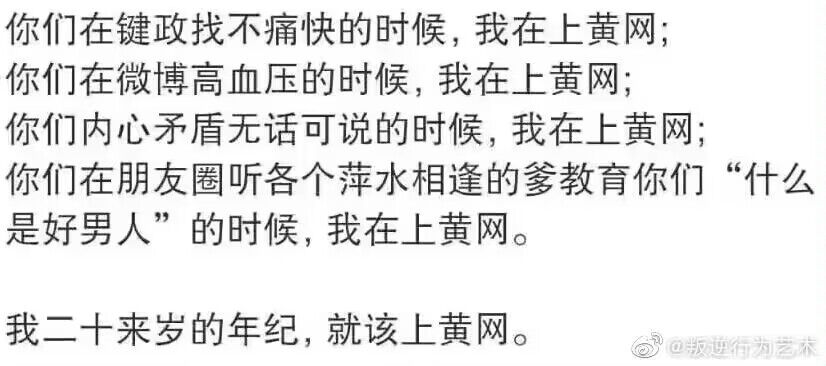 你们在键政找不痛快的时候，我在上黄网；
你们在微博高血压的时候，我在上黄网；
你们内心矛盾无话可说的时候，我在上黄网；
你们在朋友圈听各个萍水相逢的爹教育你们“什么
是好男人”的时候，我在上黄网。
我二十来岁的年纪，就该上黄网。
@叛逆行为艺术